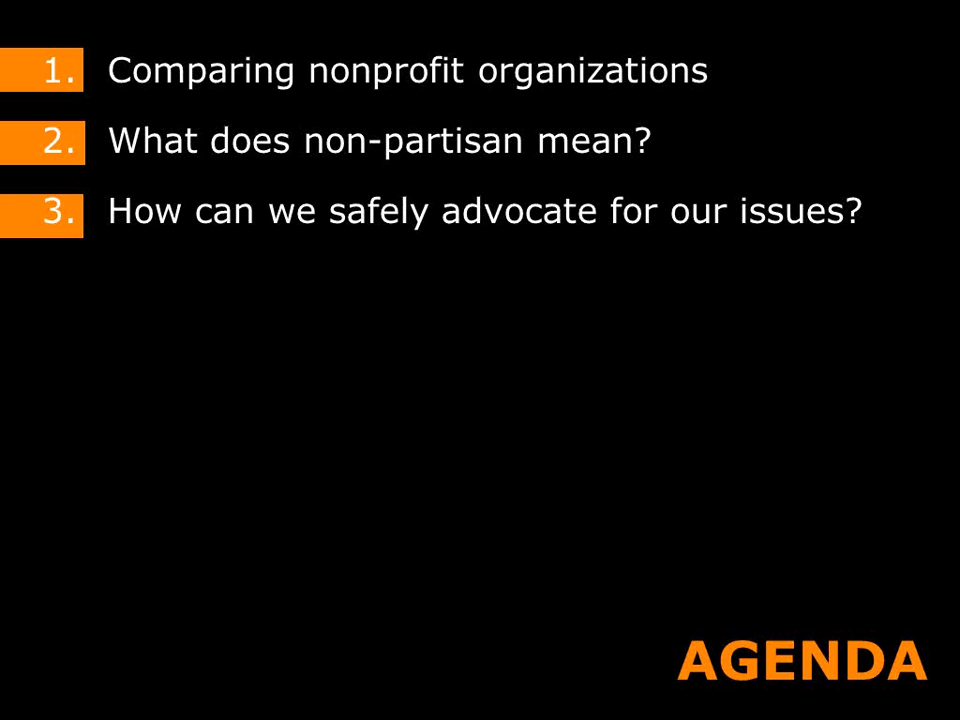 1. Comparing nonprofit organizations
2. What does non-partisan mean?
3. How can we safely advocate for our issues?
AGENDA